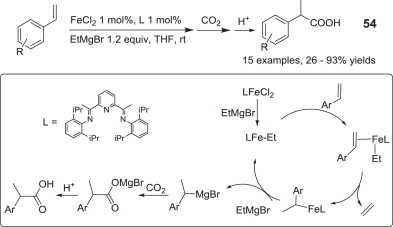 FeCl2 1 mol%, L 1 mol%
EtMgBr 1.2 equiv, THF, rt
CO2
H+
COOH
54
R
R
15 examples, 26 - 93% yields
L =
iPr
iPr
N
N
N
iPr
iPr
LFeCl2
EtMgBr
LFe-Et
Ar
Ar
FeL
Et
Ar
FeL
EtMgBr
MgBr
Ar
CO2
OMgBr
Ar
O
H+
OH
Ar
O